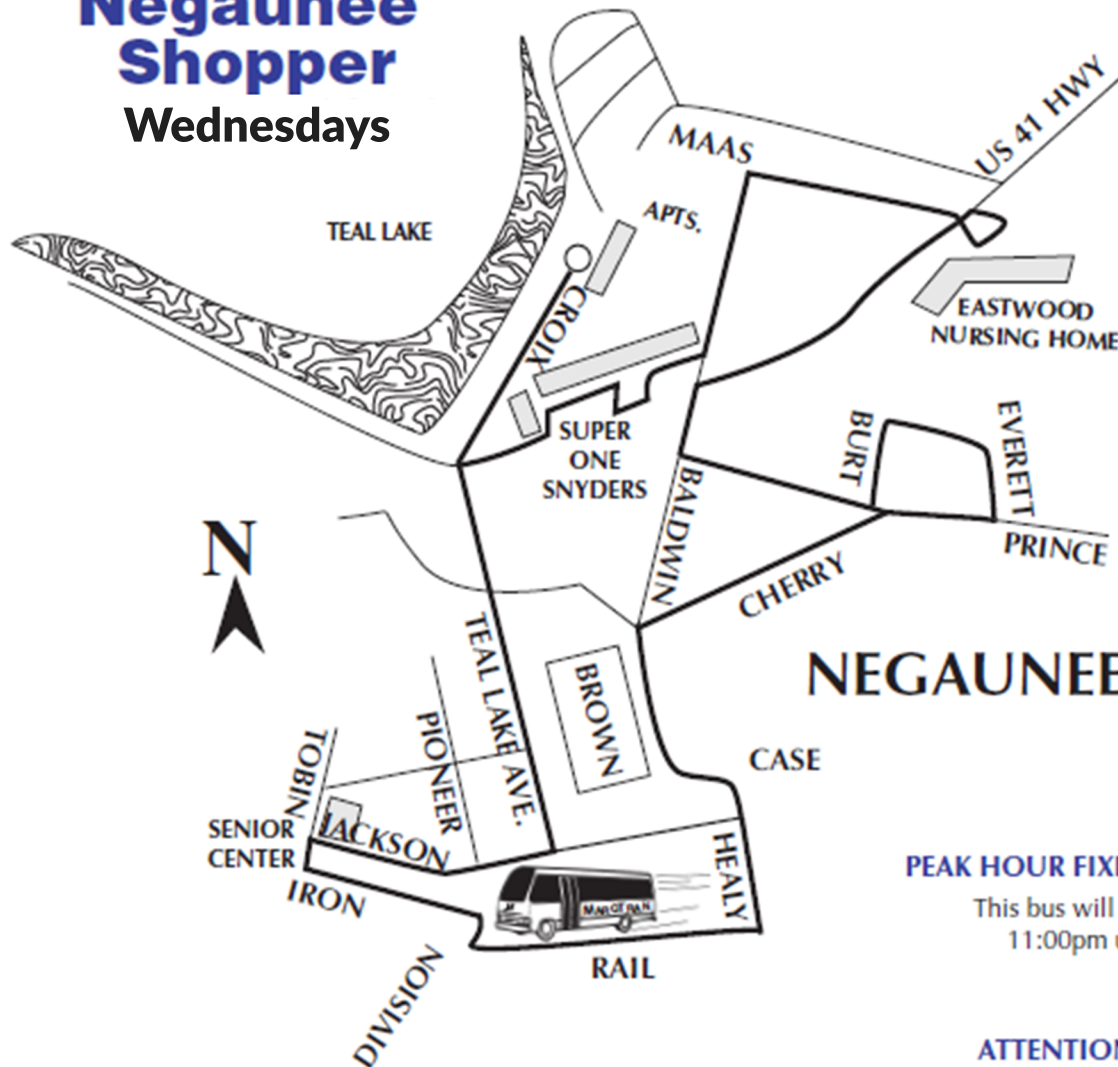 Negaunee
Shopper
Wednesdays
US 41 HWY
MAAS
APTS.
TEAL LAKE
CROIX
EASTWOOD
NURSING HOME
SUPER
ONE
SNYDERS
BURT
EVERETT
BALDWIN
N
PRINCE
CHERRY
TEAL LAKE AVE.
BROWN
NEGAUNEE
PIONEER
TOBIN
CASE
SENIOR
CENTER
JACKSON
HEALY
IRON
MARQTRAN
RAIL
DIVISION
PEAK HOUR FIX
This bus will
11:00pm u
ATTENTIO